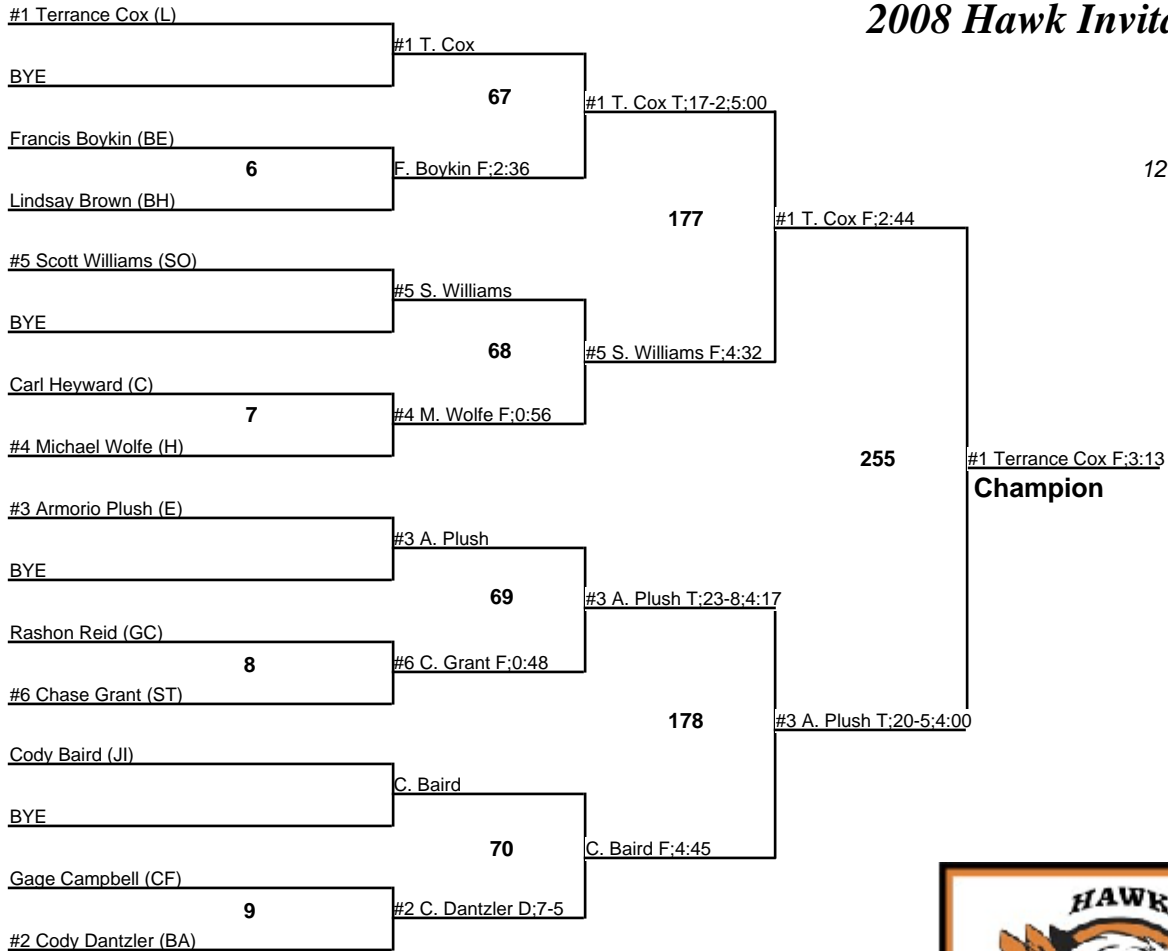 2008 Hawk Invita
12
#1 Terrance Cox (L)
BYE
Francis Boykin (BE)
6
Lindsay Brown (BH)
#5 Scott Williams (SO)
BYE
Carl Heyward (C)
7
#4 Michael Wolfe (H)
#3 Armorio Plush (E)
BYE
Rashon Reid (GC)
8
#6 Chase Grant (ST)
Cody Baird (JI)
BYE
Gage Campbell (CF)
9
#2 Cody Dantzler (BA)
#1 T. Cox
67
F. Boykin F;2:36
#5 S. Williams
68
#4 M. Wolfe F;0:56
#3 A. Plush
69
#6 C. Grant F;0:48
C. Baird
70
#2 C. Dantzler D;7-5
#1 T. Cox T;17-2;5:00
177
#5 S. Williams F;4:32
#3 A. Plush T;23-8;4:17
178
C. Baird F;4:45
#1 T. Cox F;2:44
255
#3 A. Plush T;20-5;4:00
#1 Terrance Cox F;3:13
Champion
HAWK